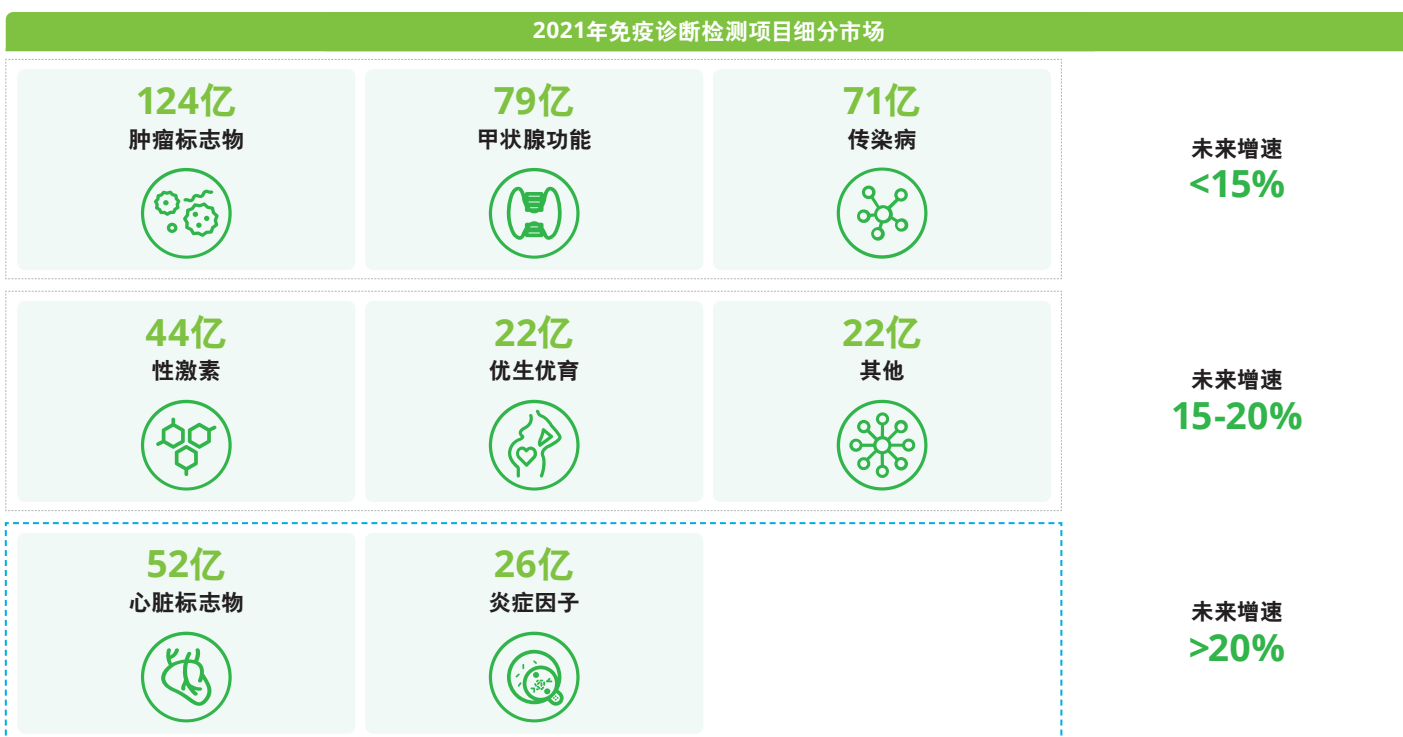 2021年免疫诊断检测项目细分市场
124亿
肿瘤标志物
79亿
甲状腺功能
71亿
传染病
未来增速
<15%
44亿
性激素
22亿
优生优育
22亿
其他
未来增速
15-20%
52亿
心脏标志物
26亿
炎症因子
未来增速
>20%